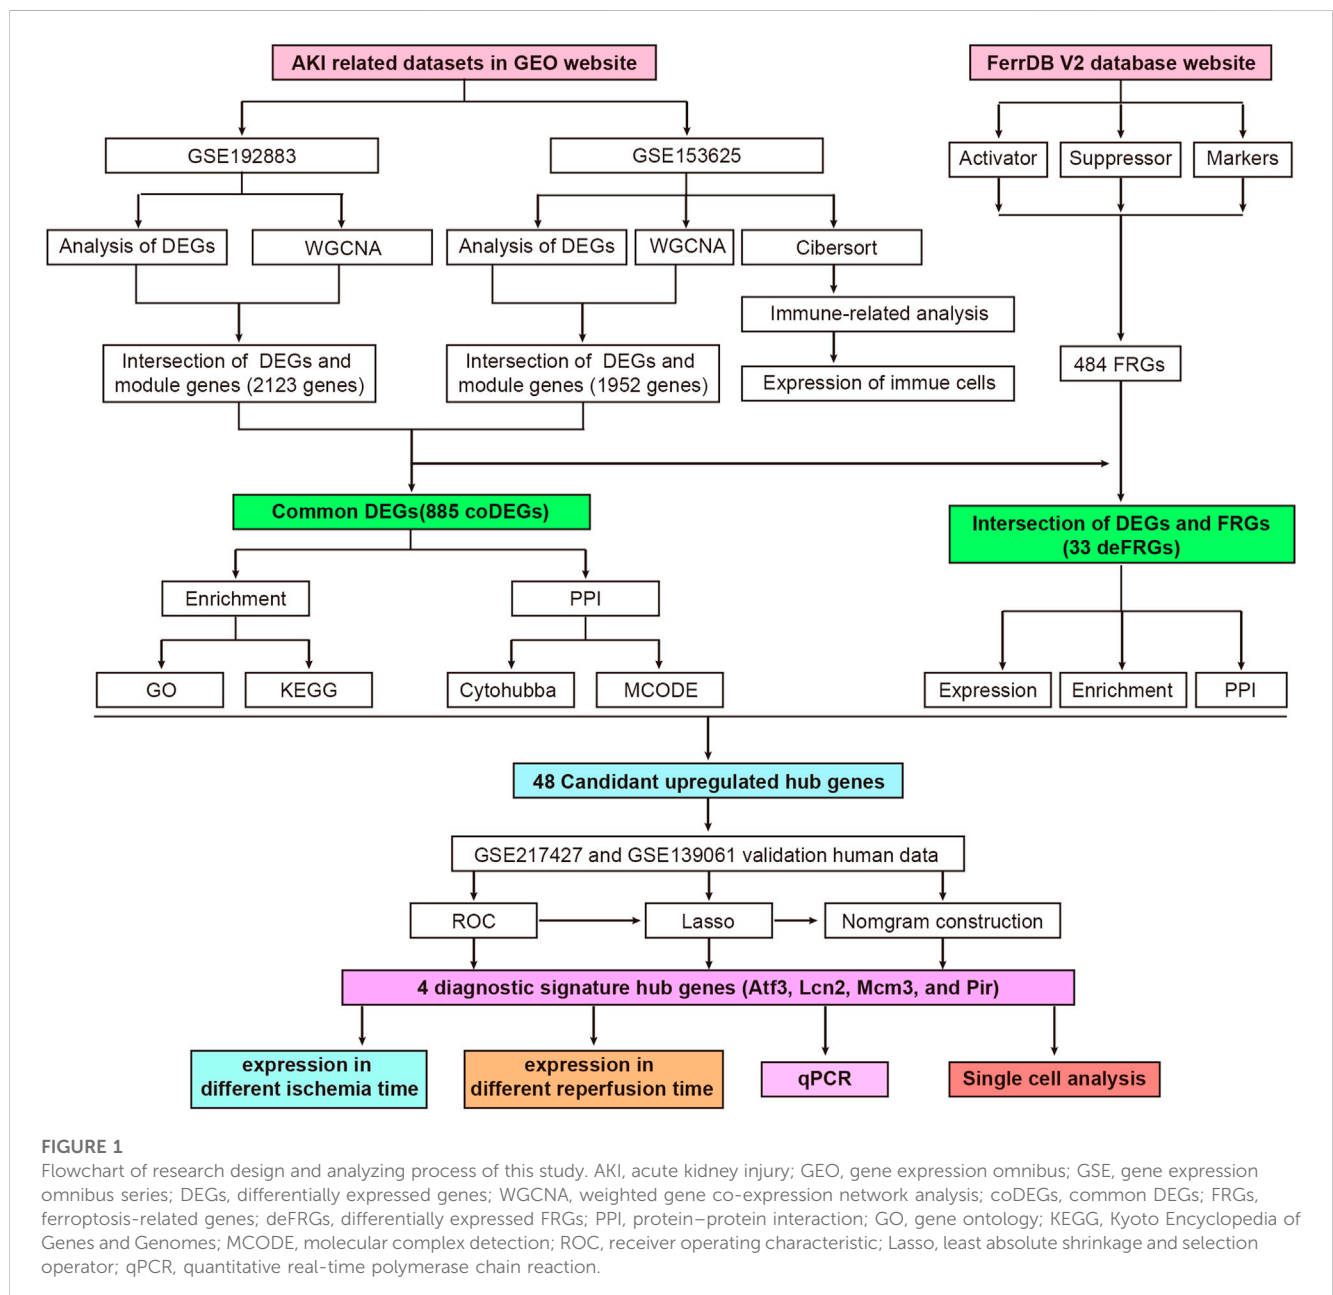 AKI related datasets in GEO website
FerrDB V2 database website
GSE192883
GSE153625
Activator
Suppressor
Markers
Analysis of DEGs
WGCNA
Analysis of DEGs
WGCNA
Cibersort
Immune-related analysis
Intersection of DEGs and
module genes (2123 genes)
Intersection of DEGs and
module genes (1952 genes)
Expression of immue cells
484 FRGs
Common DEGs(885 coDEGs)
Intersection of DEGs and FRGs
(33 deFRGs)
Enrichment
PPI
GO
KEGG
Cytohubba
MCODE
Expression
Enrichment
PPI
48 Candidant upregulated hub genes
GSE217427 and GSE139061 validation human data
ROC
Lasso
Nomgram construction
4 diagnostic signature hub genes (Atf3, Lcn2, Mcm3, and Pir)
expression in
different ischemia time
expression in
different reperfusion time
qPCR
Single cell analysis
FIGURE 1
Flowchart of research design and analyzing process of this study. AKI, acute kidney injury; GEO, gene expression omnibus; GSE, gene expression
omnibus series; DEGs, differentially expressed genes; WGCNA, weighted gene co-expression network analysis; coDEGs, common DEGs; FRGs,
ferroptosis-related genes; deFRGs, differentially expressed FRGs; PPI, protein–protein interaction; GO, gene ontology; KEGG, Kyoto Encyclopedia of
Genes and Genomes; MCODE, molecular complex detection; ROC, receiver operating characteristic; Lasso, least absolute shrinkage and selection
operator; qPCR, quantitative real-time polymerase chain reaction.